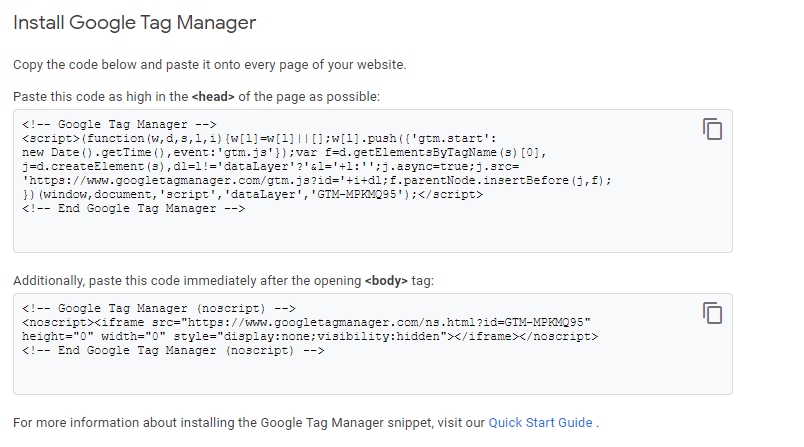 Install Google Tag Manager
Copy the code below and paste it onto every page of your website.
Paste this code as high in the <head> of the page as possible:
<!-- Google Tag Manager -->
<script>(function(w,d,s,l,i){w[l]=w[l]||[];w[l].push({'gtm.start':
new Date().getTime(),event:'gtm.js'});var f=d.getElementsByTagName(s)[0],
j=d.createElement(s),dl=l!='dataLayer'?'&l='+l:'';j.async=true;j.src=
'https://www.googletagmanager.com/gtm.js?id='+i+dl;f.parentNode.insertBefore(j,f);
})(window,document,'script','dataLayer','GTM-MPKMQ95');</script>
<!-- End Google Tag Manager -->
Additionally, paste this code immediately after the opening <body> tag:
<!-- Google Tag Manager (noscript) -->
<noscript><iframe src="https://www.googletagmanager.com/ns.html?id=GTM-MPKMQ95"
height="0" width="0" style="display:none;visibility:hidden"></iframe></noscript>
<!-- End Google Tag Manager (noscript) -->
For more information about installing the Google Tag Manager snippet, visit our Quick Start Guide .